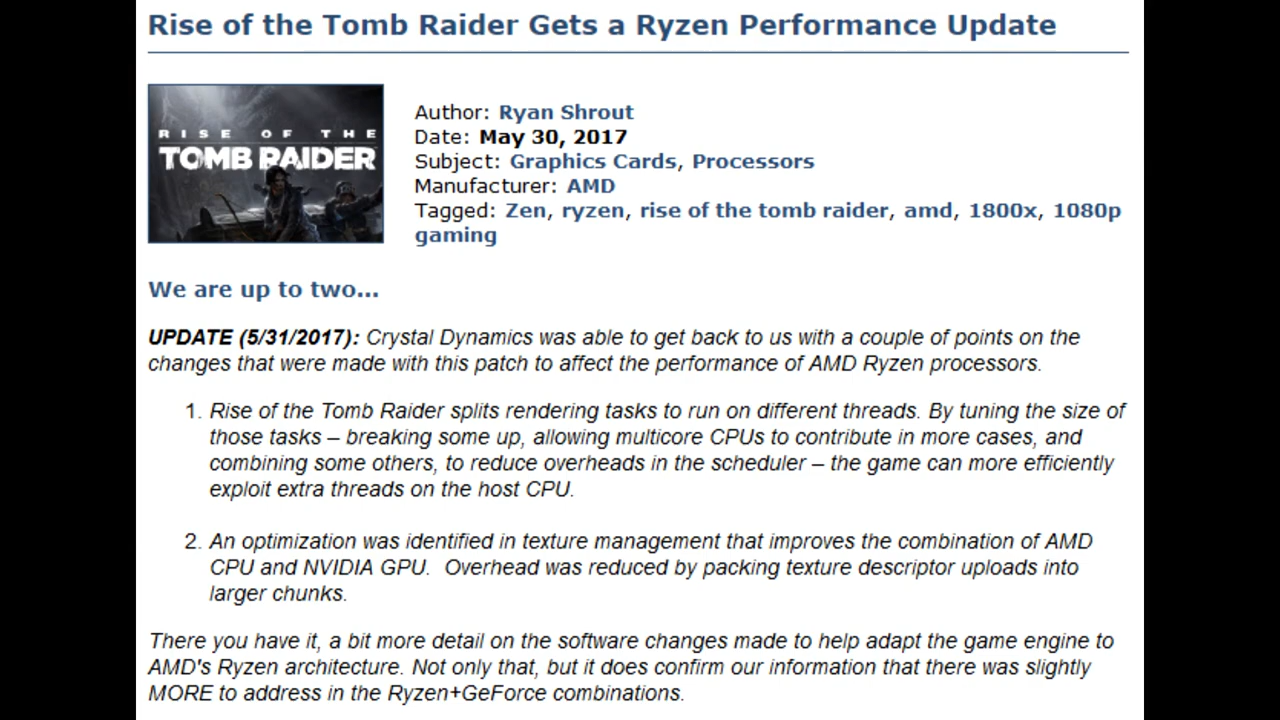 Rise of the Tomb Raider Gets a Ryzen Performance Update
RISE OF THE
TOMB RAIDER
Author: Ryan Shrout
Date: May 30, 2017
Subject: Graphics Cards, Processors
Manufacturer: AMD
Tagged: Zen, ryzen, rise of the tomb raider, amd, 1800x, 1080p
gaming
We are up to two...
UPDATE (5/31/2017): Crystal Dynamics was able to get back to us with a couple of points on the
changes that were made with this patch to affect the performance of AMD Ryzen processors.
1. Rise of the Tomb Raider splits rendering tasks to run on different threads. By tuning the size of
those tasks – breaking some up, allowing multicore CPUs to contribute in more cases, and
combining some others, to reduce overheads in the scheduler – the game can more efficiently
exploit extra threads on the host CPU.
2. An optimization was identified in texture management that improves the combination of AMD
CPU and NVIDIA GPU.  Overhead was reduced by packing texture descriptor uploads into
larger chunks.
There you have it, a bit more detail on the software changes made to help adapt the game engine to
AMD's Ryzen architecture. Not only that, but it does confirm our information that there was slightly
MORE to address in the Ryzen+GeForce combinations.